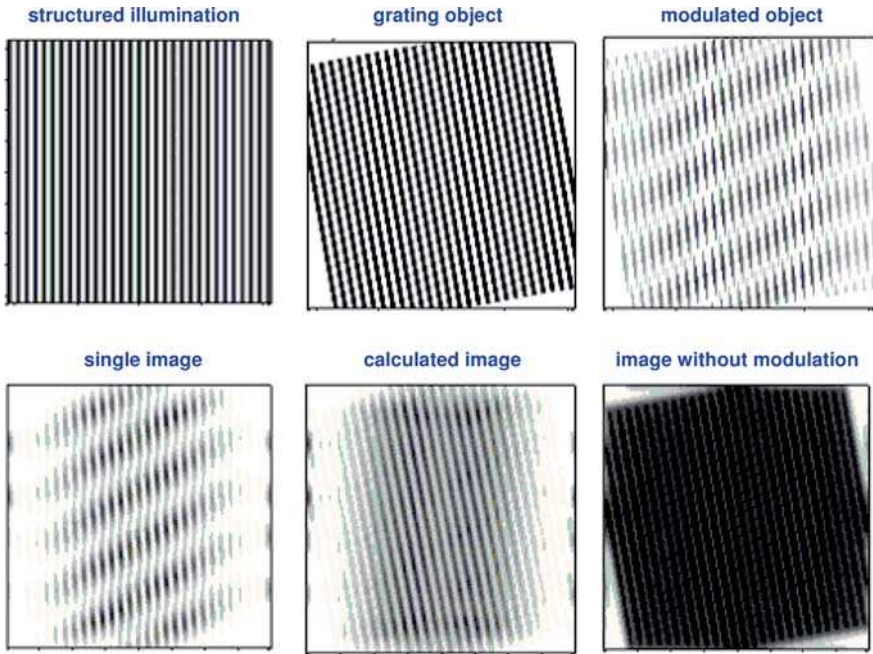 structured illumination
grating object
modulated object
single image
calculated image
image without modulation